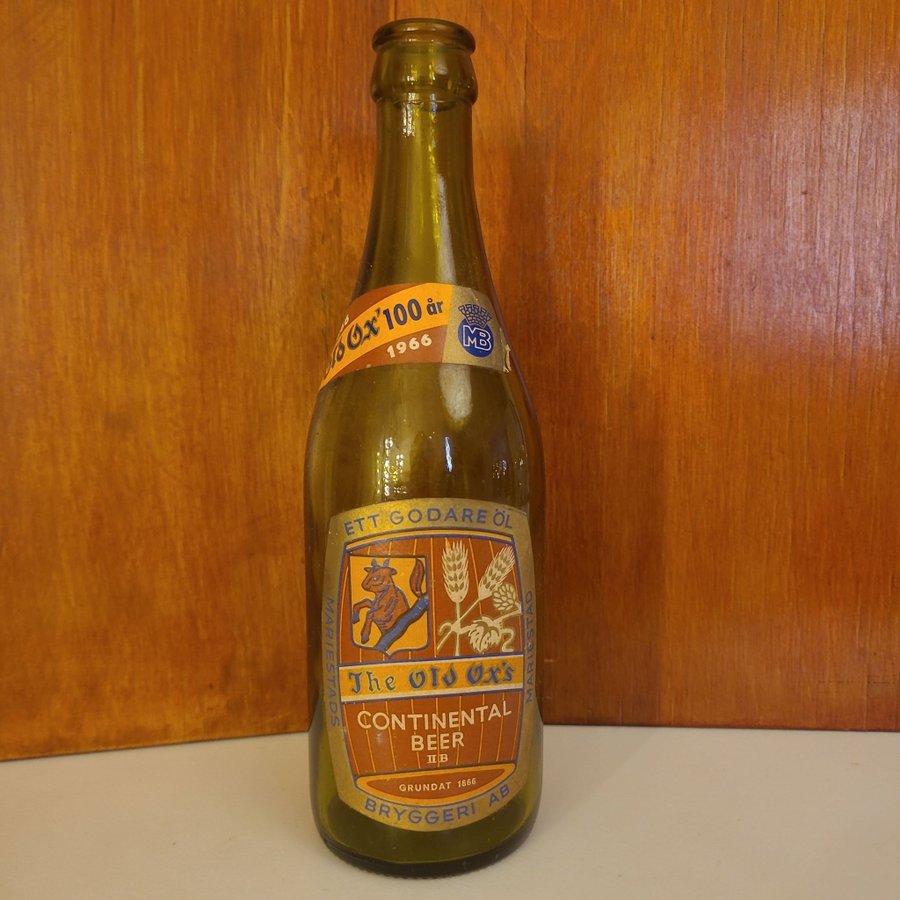 Old Ox' 100 år
1966
MB
ETT GODARE ÖL
MARIESTADS
MARIESTAD
The Old Ox's
CONTINENTAL
BEER
II B
GRUNDAT 1866
BRYGGERI AB